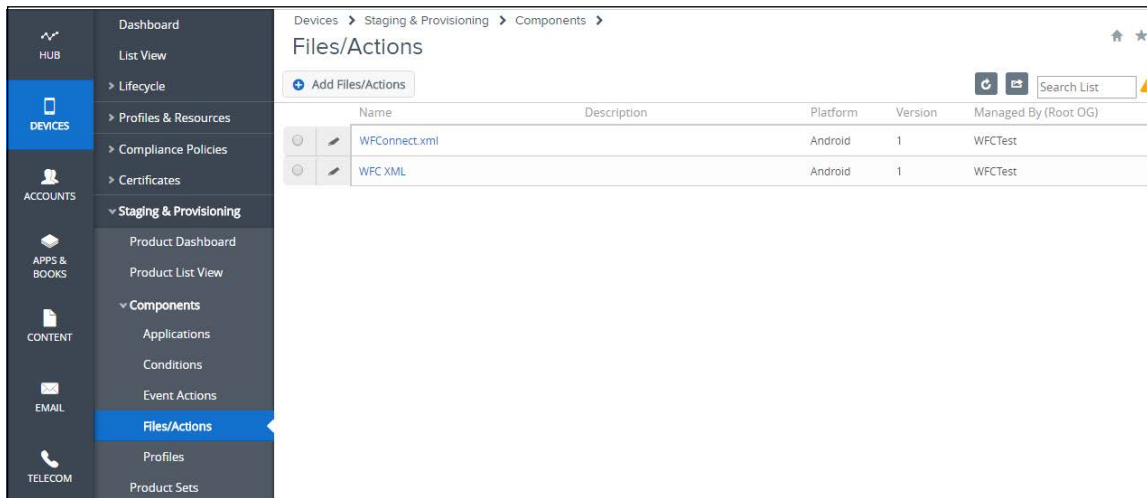 HUB
DEVICES
ACCOUNTS
APPS &
BOOKS
CONTENT
EMAIL
TELECOM
Dashboard
List View
> Lifecycle
> Profiles & Resources
> Compliance Policies
> Certificates
Staging & Provisioning
Product Dashboard
Product List View
Components
Applications
Conditions
Event Actions
Files/Actions
Profiles
Product Sets
Devices > Staging & Provisioning > Components >
Files/Actions
Add Files/Actions
Search List
Name Description Platform Version Managed By (Root OG)
WFConnect.xml Android 1 WFCTest
WFC XML Android 1 WFCTest